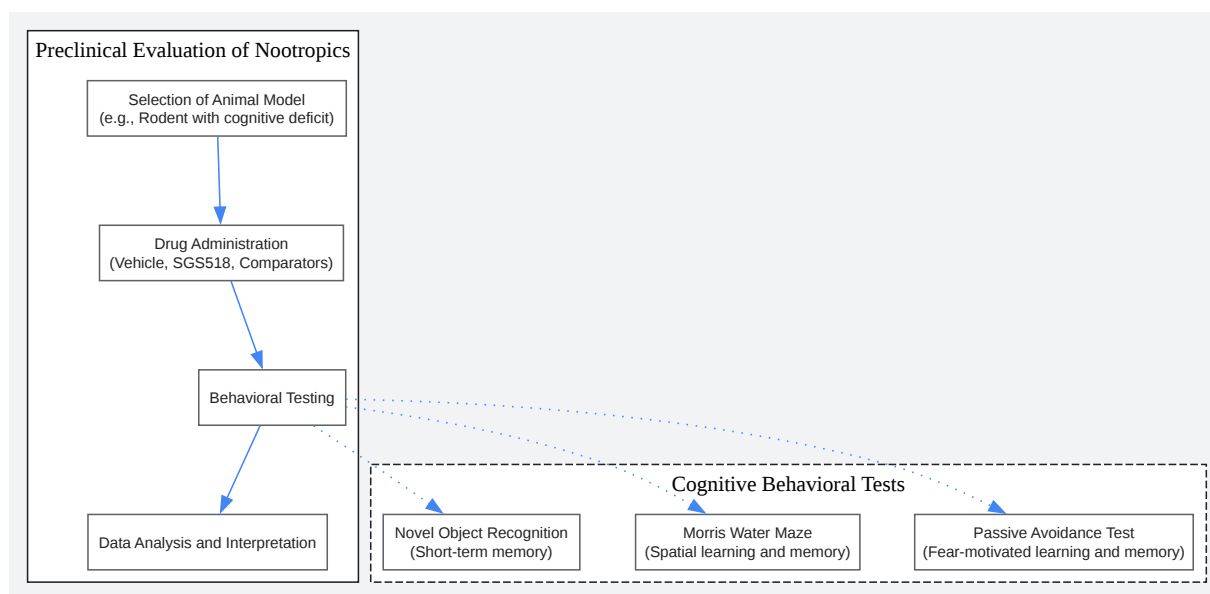 Preclinical Evaluation of Nootropics
Selection of Animal Model
(e.g., Rodent with cognitive deficit)
Drug Administration
(Vehicle, SGS518, Comparators)
Behavioral Testing
Data Analysis and Interpretation
Cognitive Behavioral Tests
Novel Object Recognition
(Short-term memory)
Morris Water Maze
(Spatial learning and memory)
Passive Avoidance Test
(Fear-motivated learning and memory)